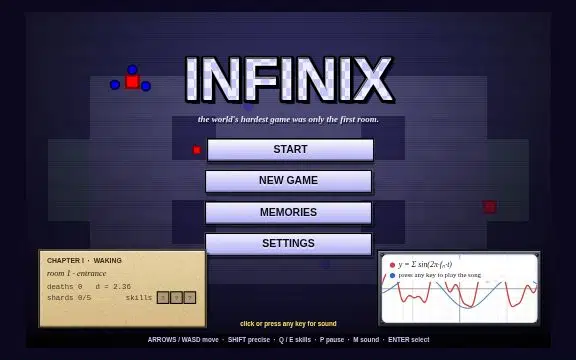 INFINIX
the world's hardest game was only the first room.
START
NEW GAME
MEMORIES
SETTINGS
CHAPTER I · WAKING
room 1 · entrance
deaths 0 d = 2.36
shards 0/5 skills ? ? ?
y = Σ sin(2π·fₙ·t)
press any key to play the song
click or press any key for sound
ARROWS / WASD move · SHIFT precise · Q / E skills · P pause · M sound · ENTER select